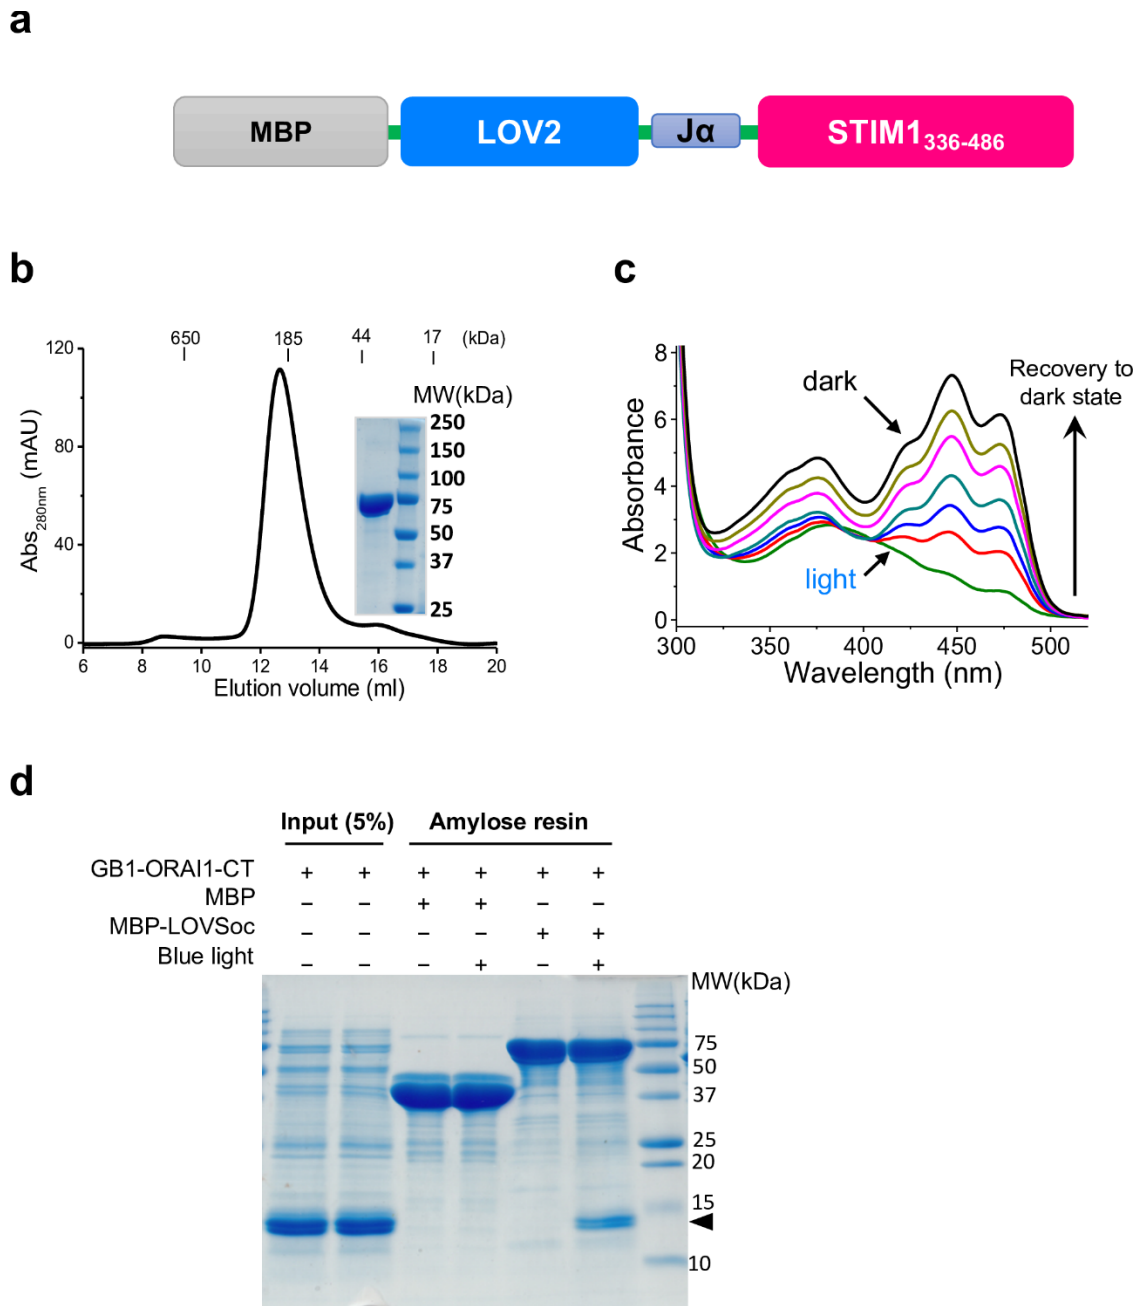 a
MBP LOV2 Jα STIM1336-486
b
650 185 44 17 (kDa)
120
80
40
0
Abs280nm (mAU)
6 8 10 12 14 16 18 20
Elution volume (ml)
MW(kDa)
250
150
100
75
50
37
25
c
8
6
4
2
0
Absorbance
dark
light
Recovery to
dark state
300 350 400 450 500
Wavelength (nm)
d
Input (5%) Amylose resin
GB1-ORAI1-CT + + + + + +
MBP – – + + – –
MBP-LOVSoc – – – – + +
Blue light – – – + – +
MW(kDa)
75
50
37
25
20
15
10